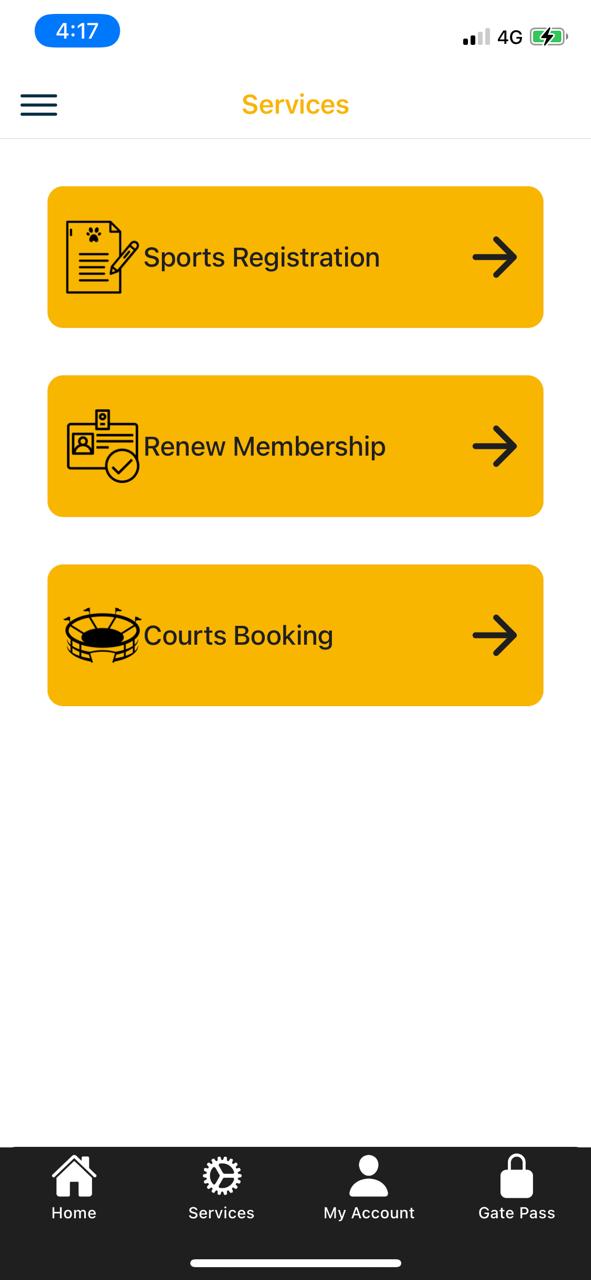 4:17
4G
Services
Sports Registration
Renew Membership
Courts Booking
Home
Services
My Account
Gate Pass